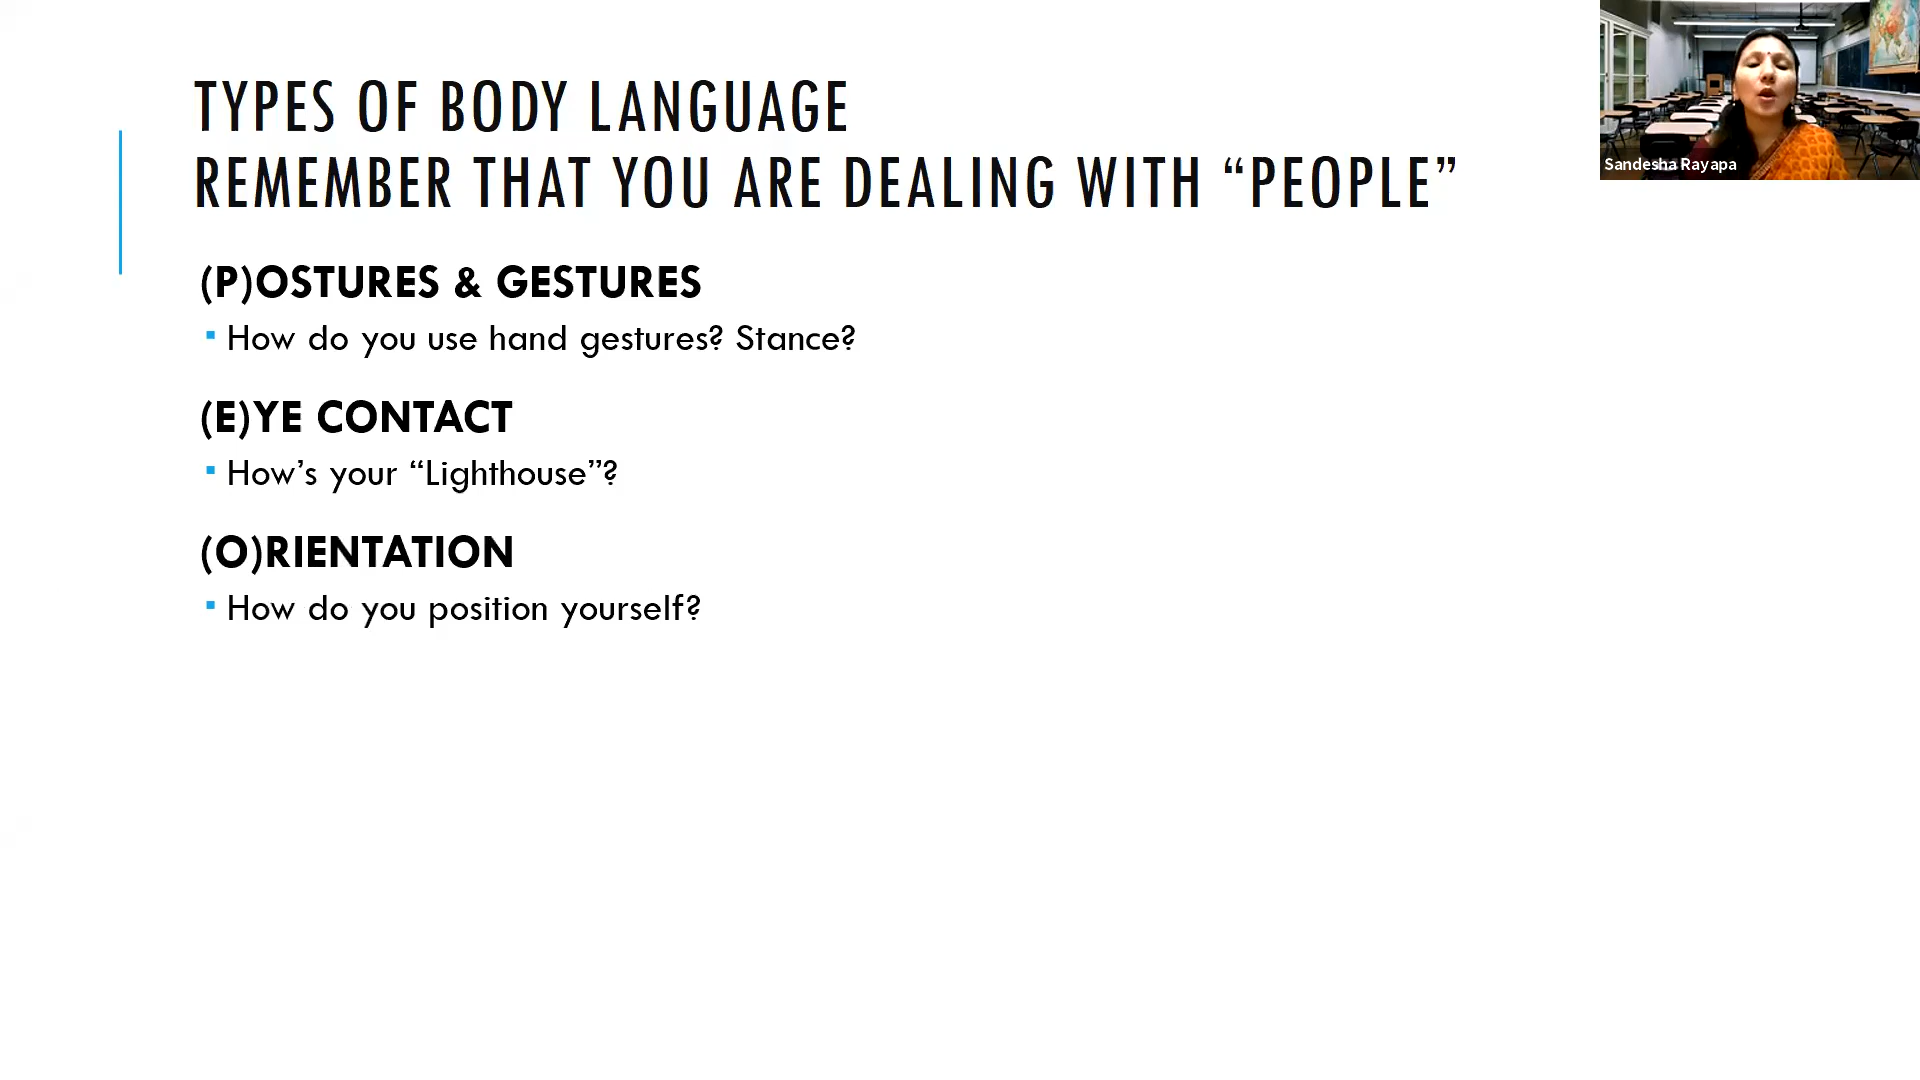 TYPES OF BODY LANGUAGE
REMEMBER THAT YOU ARE DEALING WITH “PEOPLE”
(P)OSTURES & GESTURES
How do you use hand gestures? Stance?
(E)YE CONTACT
How’s your “Lighthouse”?
(O)RIENTATION
How do you position yourself?
Sandesha Rayapa